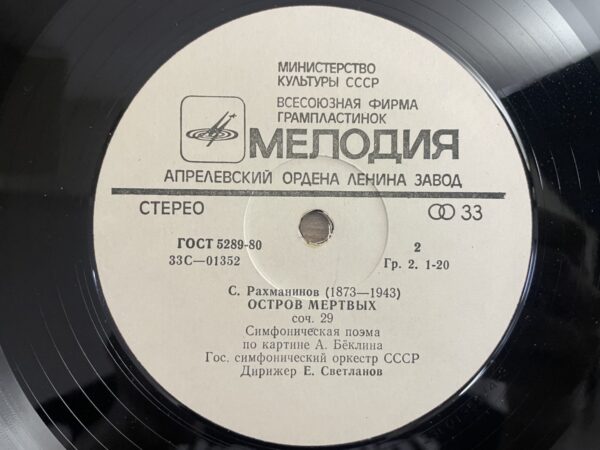 МИНИСТЕРСТВО
КУЛЬТУРЫ СССР
ВСЕСОЮЗНАЯ ФИРМА
ГРАМПЛАСТИНОК
МЕЛОДИЯ
АПРЕЛЕВСКИЙ ОРДЕНА ЛЕНИНА ЗАВОД
СТЕРЕО 33
ГОСТ 5289-80 2
33С—01352 Гр. 2. 1-20
С. Рахманинов (1873—1943)
ОСТРОВ МЕРТВЫХ
соч. 29
Симфоническая поэма
по картине А. Бёклина
Гос. симфонический оркестр СССР
Дирижер Е. Светланов